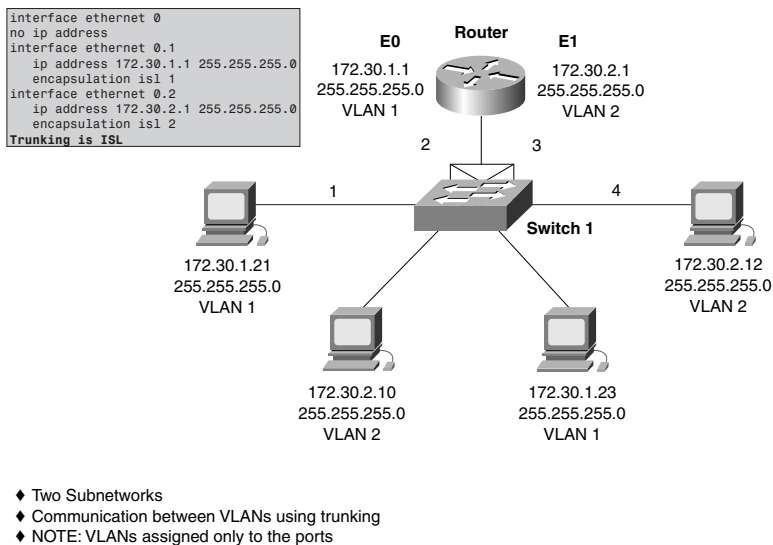 interface ethernet 0
no ip address
interface ethernet 0.1
ip address 172.30.1.1 255.255.255.0
encapsulation isl 1
interface ethernet 0.2
ip address 172.30.2.1 255.255.255.0
encapsulation isl 2
Trunking is ISL
E0
172.30.1.1
255.255.255.0
VLAN 1
Router
E1
172.30.2.1
255.255.255.0
VLAN 2
2
3
1
4
Switch 1
172.30.1.21
255.255.255.0
VLAN 1
172.30.2.12
255.255.255.0
VLAN 2
172.30.2.10
255.255.255.0
VLAN 2
172.30.1.23
255.255.255.0
VLAN 1
♦ Two Subnetworks
♦ Communication between VLANs using trunking
♦ NOTE: VLANs assigned only to the ports